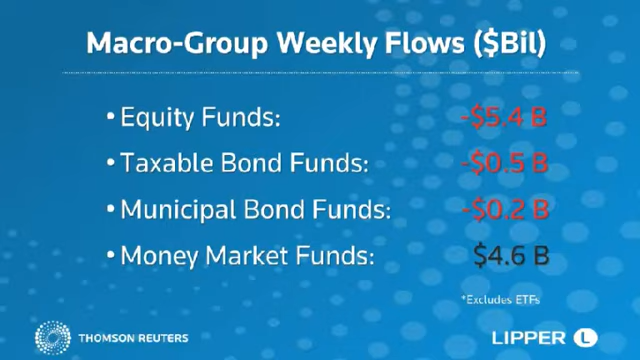 Macro-Group Weekly Flows ($Bil)
• Equity Funds: -$5.4 B
• Taxable Bond Funds: -$0.5 B
• Municipal Bond Funds: -$0.2 B
• Money Market Funds: $4.6 B
*Excludes ETFs
THOMSON REUTERS LIPPER L